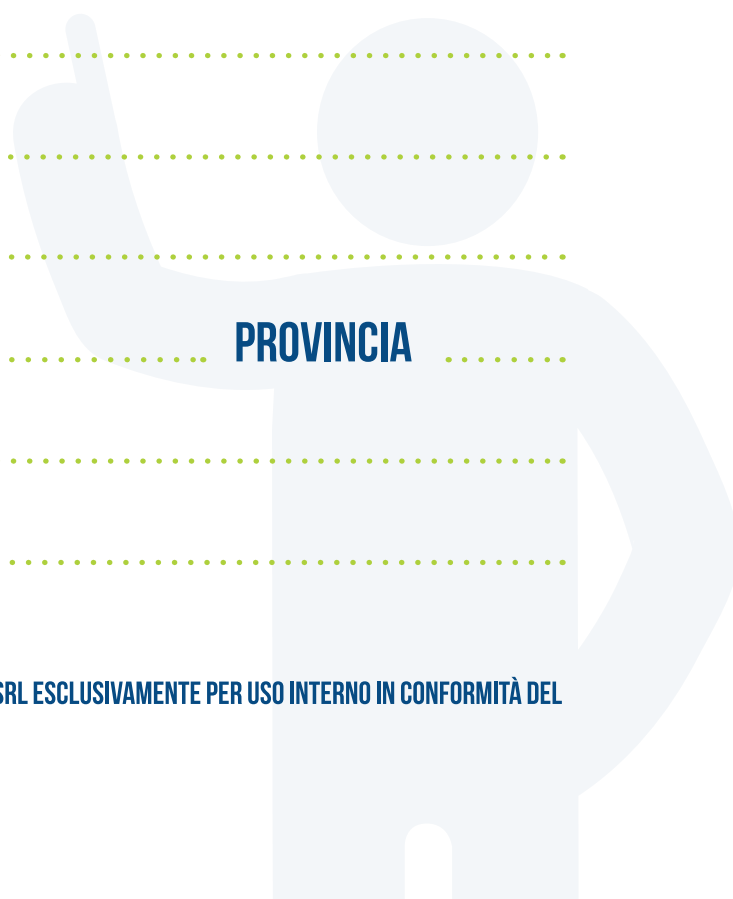 PROVINCIA
SRL ESCLUSIVAMENTE PER USO INTERNO IN CONFORMITÀ DEL